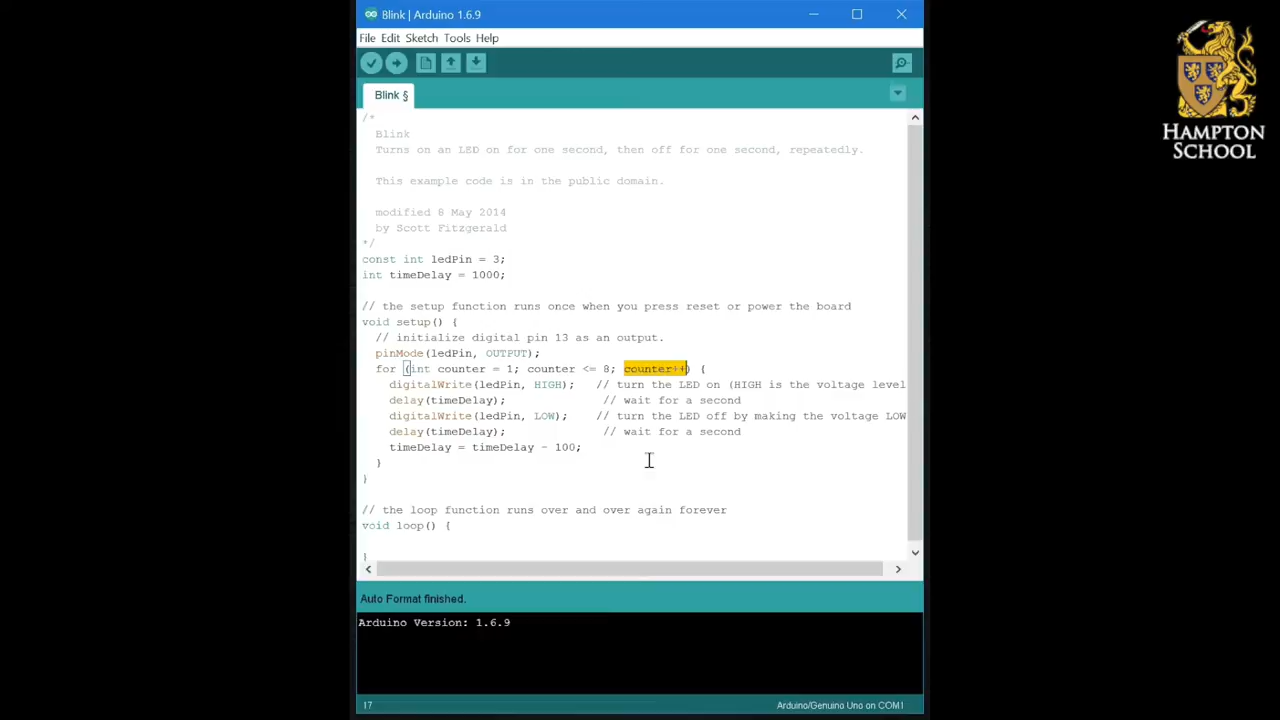 Blink | Arduino 1.6.9
File Edit Sketch Tools Help
Blink §
/*
Blink
Turns on an LED on for one second, then off for one second, repeatedly.
This example code is in the public domain.
modified 8 May 2014
by Scott Fitzgerald
*/
const int ledPin = 3;
int timeDelay = 1000;
// the setup function runs once when you press reset or power the board
void setup() {
// initialize digital pin 13 as an output.
pinMode(ledPin, OUTPUT);
for (int counter = 1; counter <= 8; counter++) {
digitalWrite(ledPin, HIGH); // turn the LED on (HIGH is the voltage level
delay(timeDelay); // wait for a second
digitalWrite(ledPin, LOW); // turn the LED off by making the voltage LOW
delay(timeDelay); // wait for a second
timeDelay = timeDelay - 100;
}
}
// the loop function runs over and over again forever
void loop() {
}
Auto Format finished.
Arduino Version: 1.6.9
17
Arduino/Genuino Uno on COM1
HAMPTON
SCHOOL